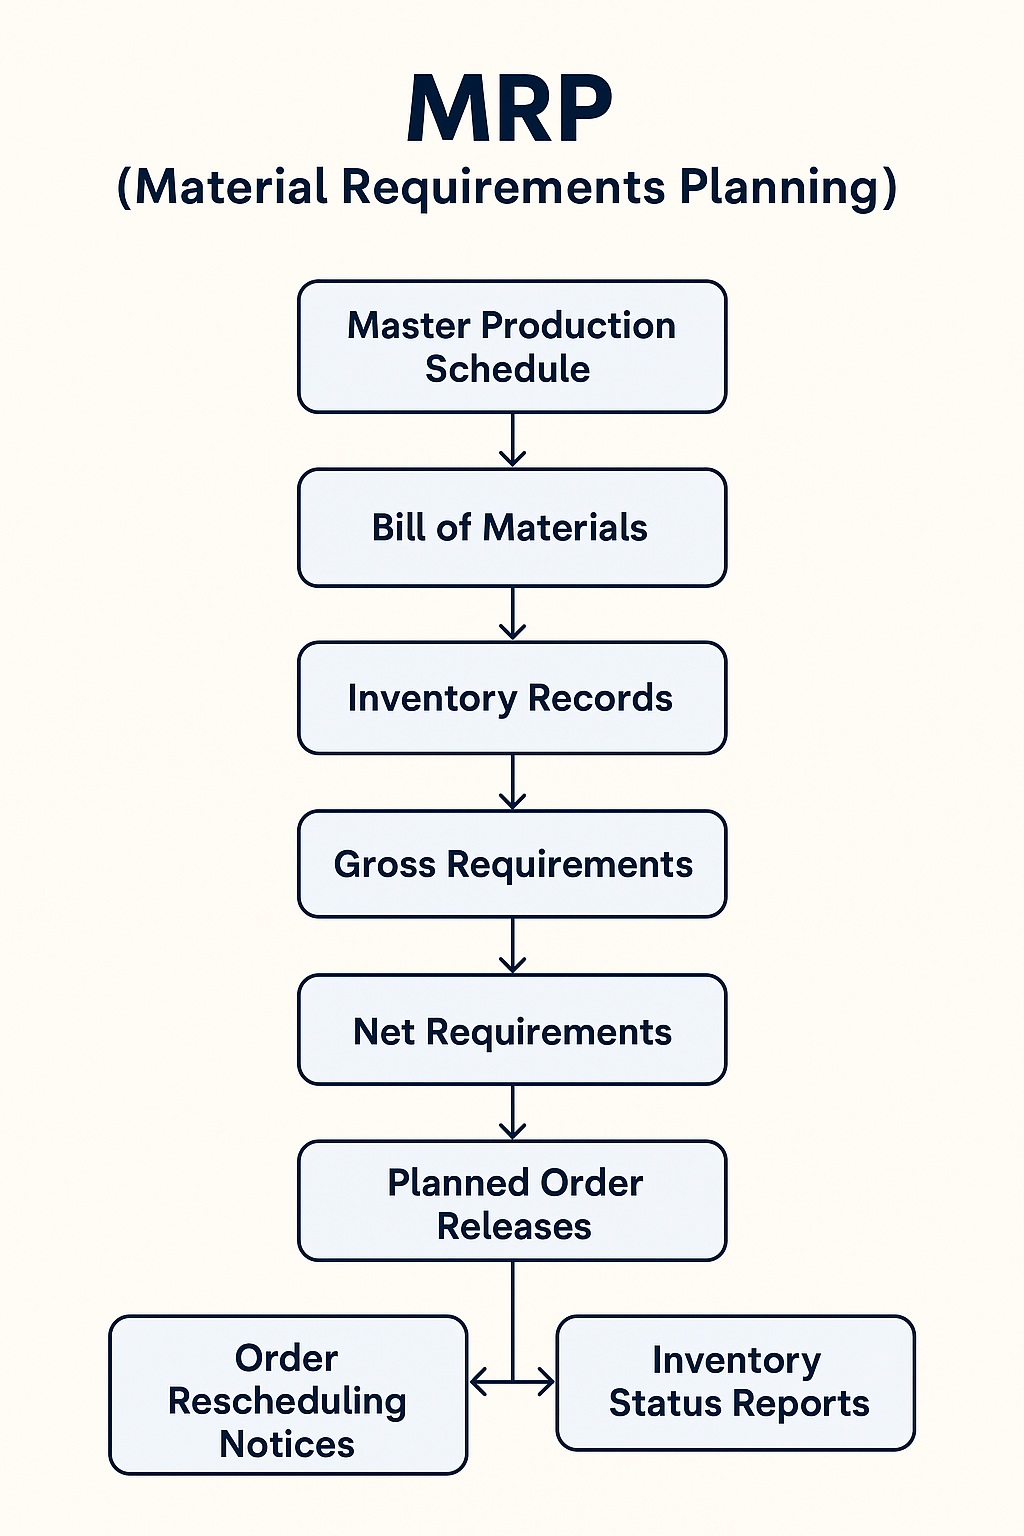 MRP
(Material Requirements Planning)
Master Production
Schedule
Bill of Materials
Inventory Records
Gross Requirements
Net Requirements
Planned Order
Releases
Order
Rescheduling
Notices
Inventory
Status Reports